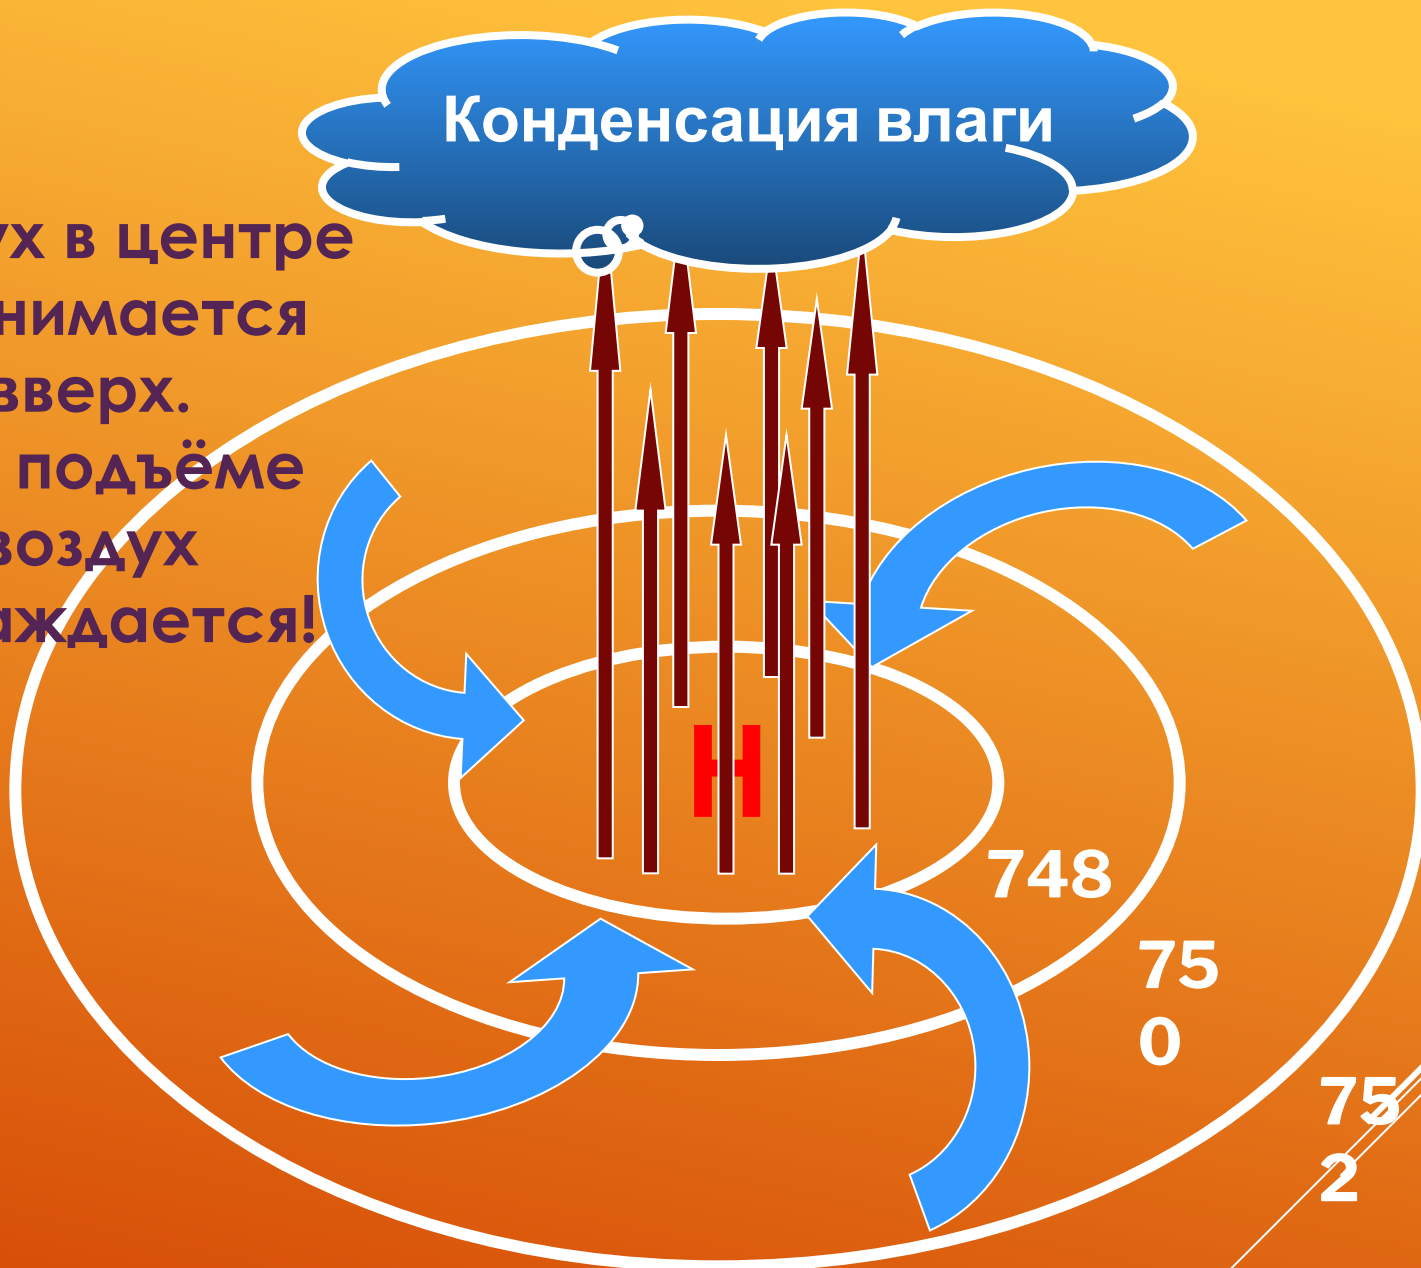 Конденсация влаги
ух в центре
нимается
вверх.
подъёме
воздух
аждается!
Н
748
75
0
75
2